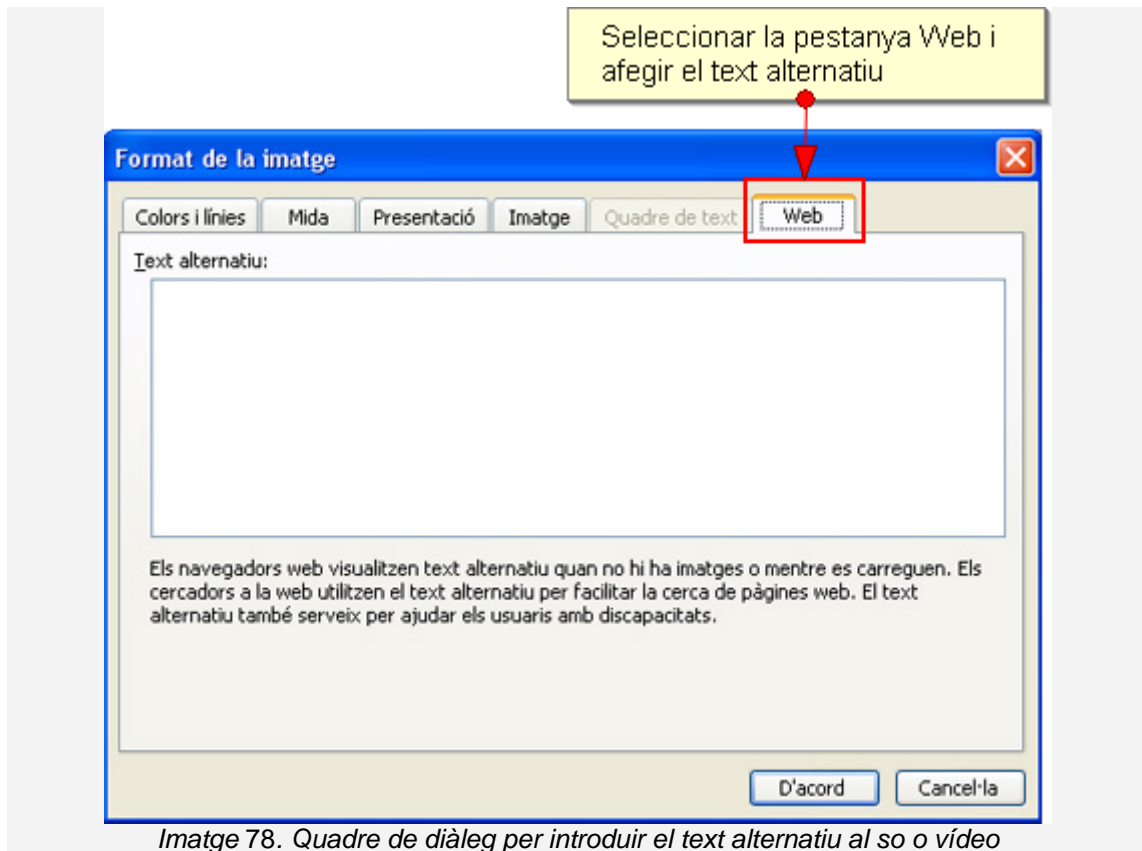 Seleccionar la pestanya Web i
afegir el text alternatiu
Format de la imatge
Colors i línies Mida Presentació Imatge Quadre de text Web
Text alternatiu:
Els navegadors web visualitzen text alternatiu quan no hi ha imatges o mentre es carreguen. Els
cercadors a la web utilitzen el text alternatiu per facilitar la cerca de pàgines web. El text
alternatiu també serveix per ajudar els usuaris amb discapacitats.
D'acord Cancel·la
Imatge 78. Quadre de diàleg per introduir el text alternatiu al so o vídeo